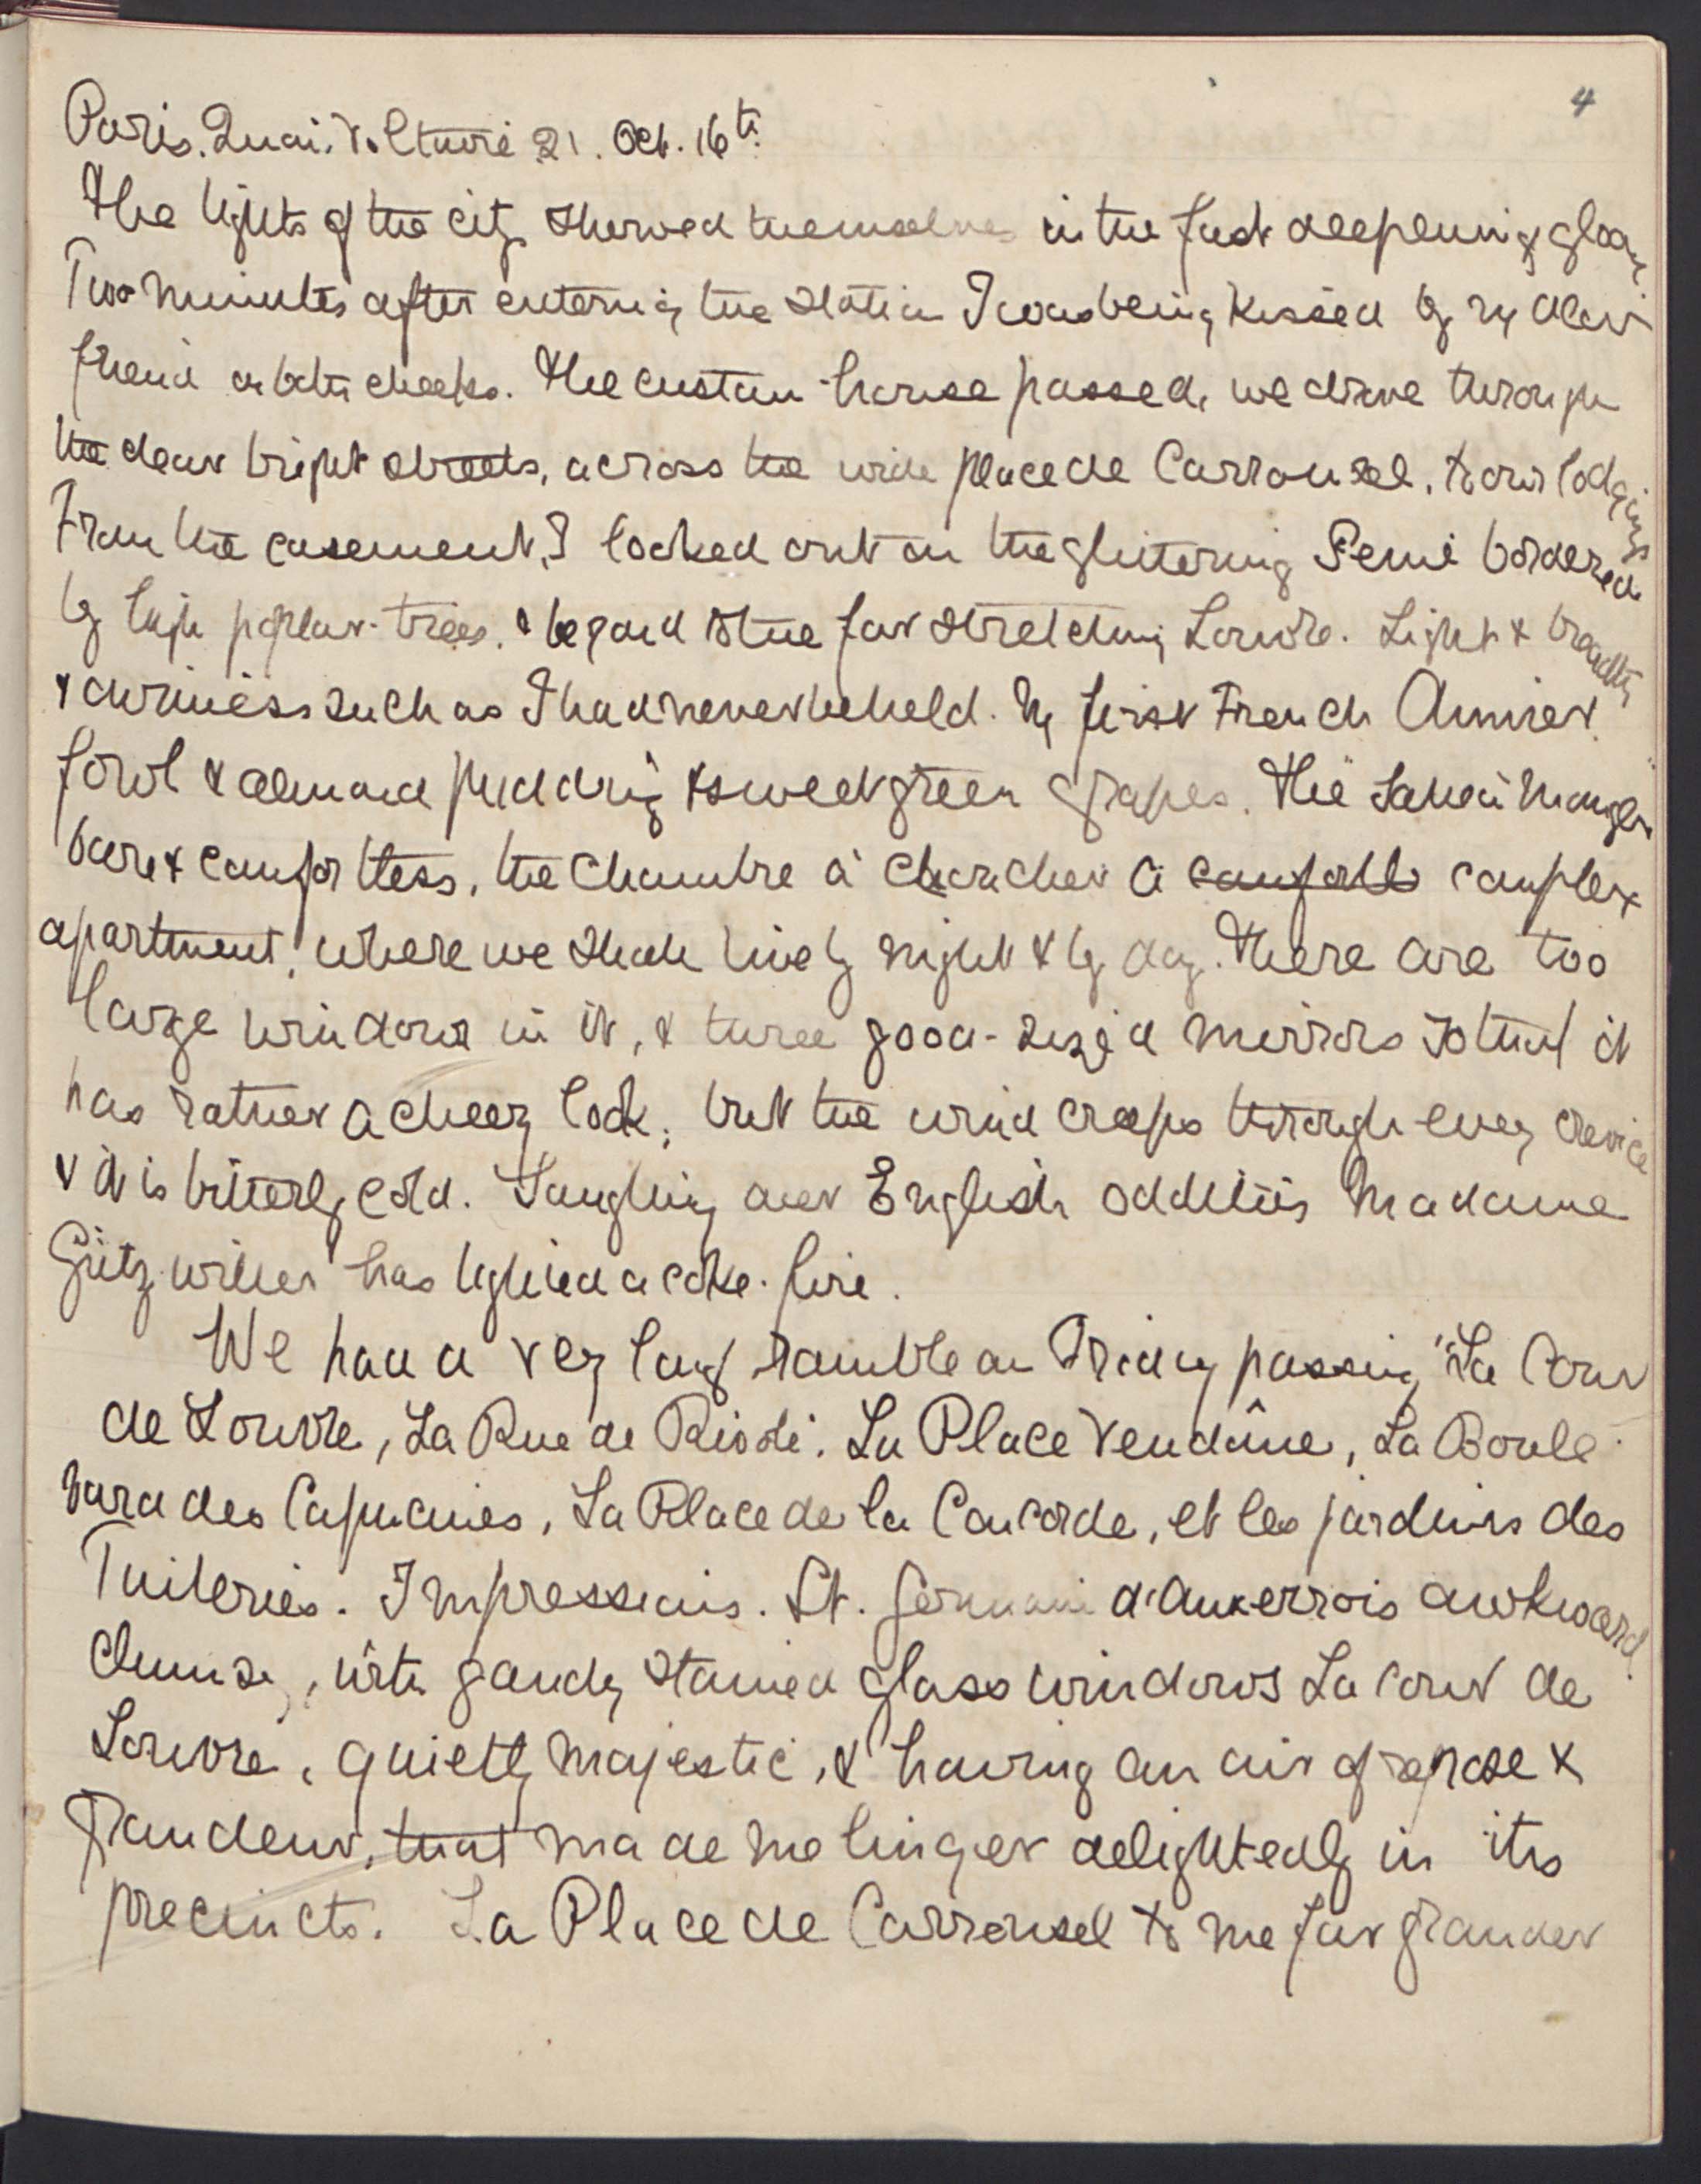 4
Paris. Quai. Voltaire 21. Oct. 16th.
The lights of the city showed themselves in the fast deepening gloom
Two minutes after entering the station I was being kissed by my dear
friend on both cheeks. The custom-house passed, we drove through
the clear bright streets, across the wide place de Carrousel, to our lodgings
From the casement, I looked out on the glittering Seine bordered
by high poplar-trees, & beyond to the far stretching Louvre. Light & breadth
& airiness such as I had never beheld. My first French dinner.
fowl & almond pudding & sweet green grapes. The Salle à Manger
bare & comfortless, the Chambre à Chercher a comfortb complex
apartment, where we shall live by night & by day. There are too
large windows in it, & three good-sized mirrors so that it
has rather a cheery look; but the wind creeps through every crevice
& it is bitterly cold. Laughing over English oddities Madame
Gütz willer has lighted a coke-fire.
We had a very long ramble on Friday passing, "La Cour
de Louvre, La Rue de Rivoli, La Place Vendâme, La Boule-
vard des Capucines, La Place de la Concorde, et les jardins des
Tuileries. Impressions. St. Germain d'Auxerrois awkward
clumsy, with gaudy stained glass windows La Cour de
Louvre, quietly majestic, & having an air of repose &
grandeur, that made me linger delightedly in its
precincts. La Place de Carrousel to me far grander